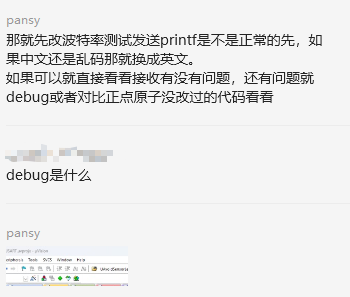 pansy
那就先改波特率测试发送printf是不是正常的先，如
果中文还是乱码那就换成英文。
如果可以就直接看看接收有没有问题，还有问题就
debug或者对比正点原子没改过的代码看看
debug是什么
pansy
Tools SVCS Window Help